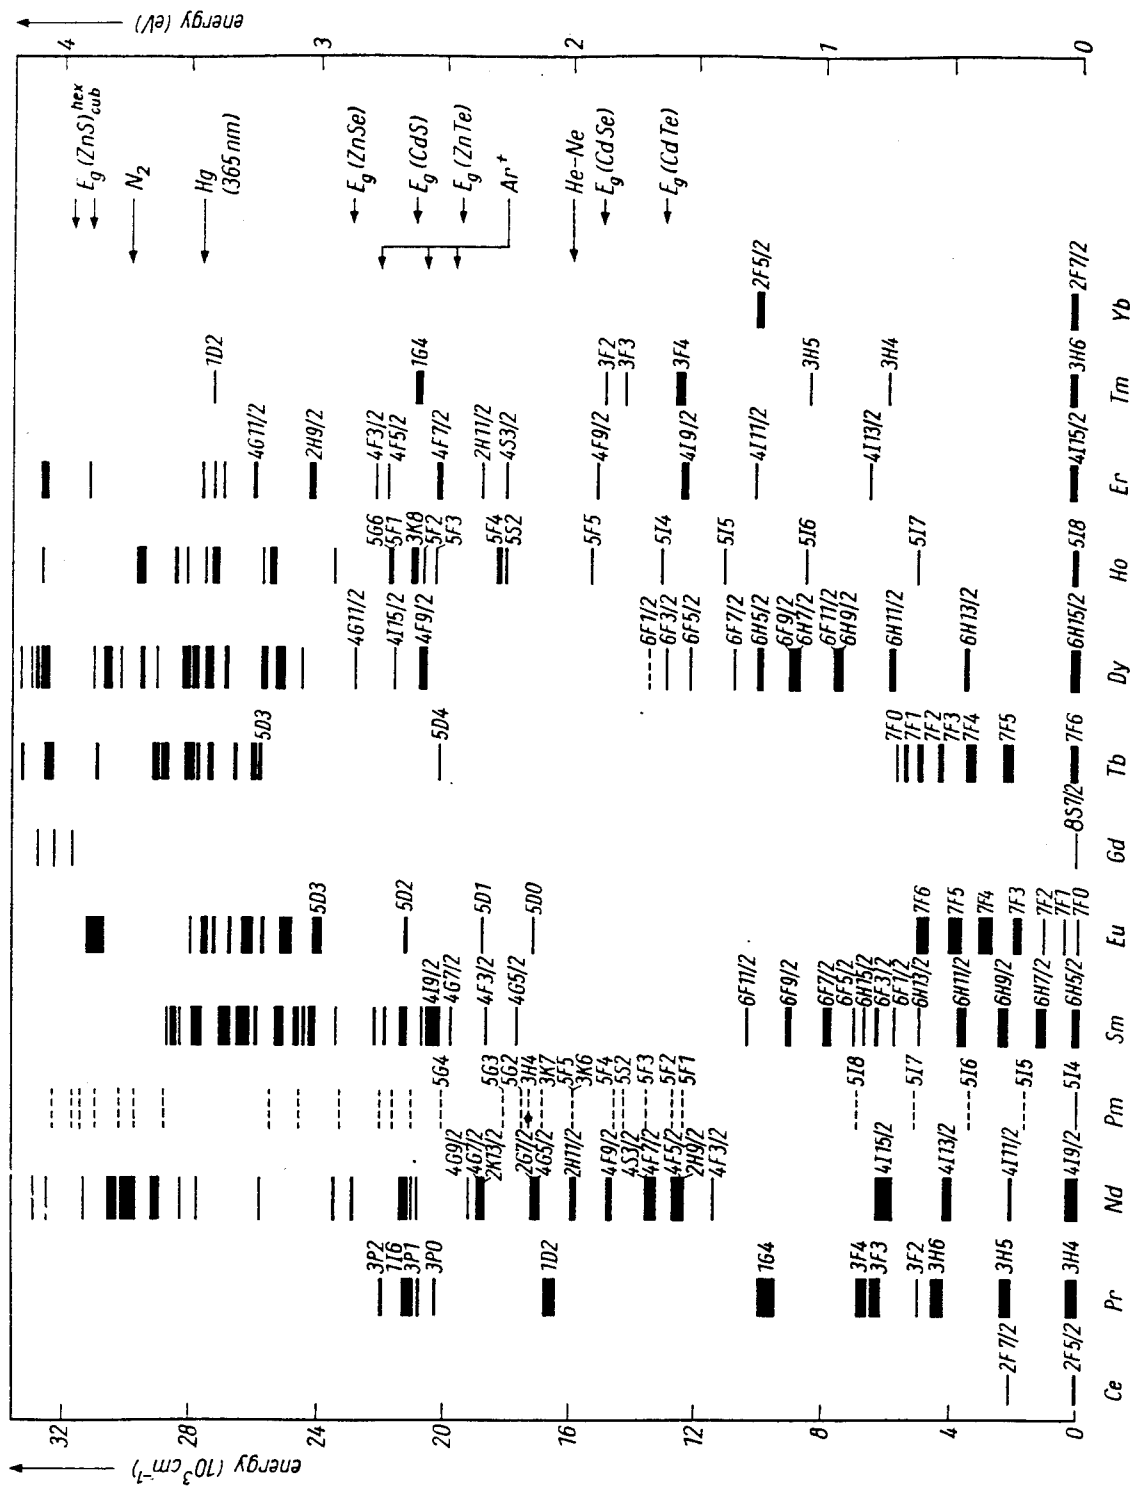 energy (eV)
4
3
2
1
0
E_g (ZnS)^hex_cub
N_2
Hg
(365 nm)
E_g (ZnSe)
E_g (CdS)
E_g (ZnTe)
Ar^+
He-Ne
E_g (CdSe)
E_g (CdTe)
2F5/2
2F7/2
Yb
1D2
1G4
3F2
3F3
3F4
3H5
3H4
3H6
Tm
4G11/2
2H9/2
4F3/2
4F5/2
4F7/2
2H11/2
4S3/2
4F9/2
4I9/2
4I11/2
4I13/2
4I15/2
Er
5G6
5F1
3K8
5F2
5F3
5F4
5S2
5F5
5I4
5I5
5I6
5I7
5I8
Ho
4G11/2
4I15/2
4F9/2
6F1/2
6F3/2
6F5/2
6F7/2
6H5/2
6F9/2
6H7/2
6F11/2
6H9/2
6H11/2
6H13/2
6H15/2
Dy
5D3
5D4
7F0
7F1
7F2
7F3
7F4
7F5
7F6
Tb
8S7/2
Gd
5D3
5D2
5D1
5D0
7F6
7F5
7F4
7F3
7F2
7F1
7F0
Eu
4I9/2
4G7/2
4F3/2
4G5/2
6F11/2
6F9/2
6F7/2
6F5/2
6H15/2
6F3/2
6F1/2
6H13/2
6H11/2
6H9/2
6H7/2
6H5/2
Sm
5G4
5G3
5G2
3H4
3K7
5F5
3K6
5F4
5S2
5F3
5F2
5F1
5I8
5I7
5I6
5I5
5I4
Pm
4G9/2
4G7/2
2K13/2
2G7/2
4G5/2
2H11/2
4F9/2
4S3/2
4F7/2
4F5/2
2H9/2
4F3/2
4I15/2
4I13/2
4I11/2
4I9/2
Nd
3P2
1I6
3P1
3P0
1D2
1G4
3F4
3F3
3F2
3H6
3H5
3H4
Pr
2F7/2
2F5/2
Ce
32
28
24
20
16
12
8
4
0
energy (10^3 cm^-1)